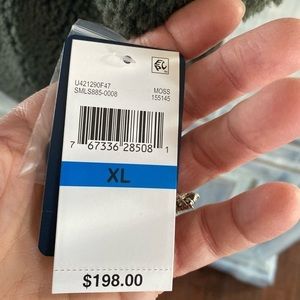 U421290F47 MOSS
SMLS885-0008 155145
7 67336 28508 1
XL
$198.00